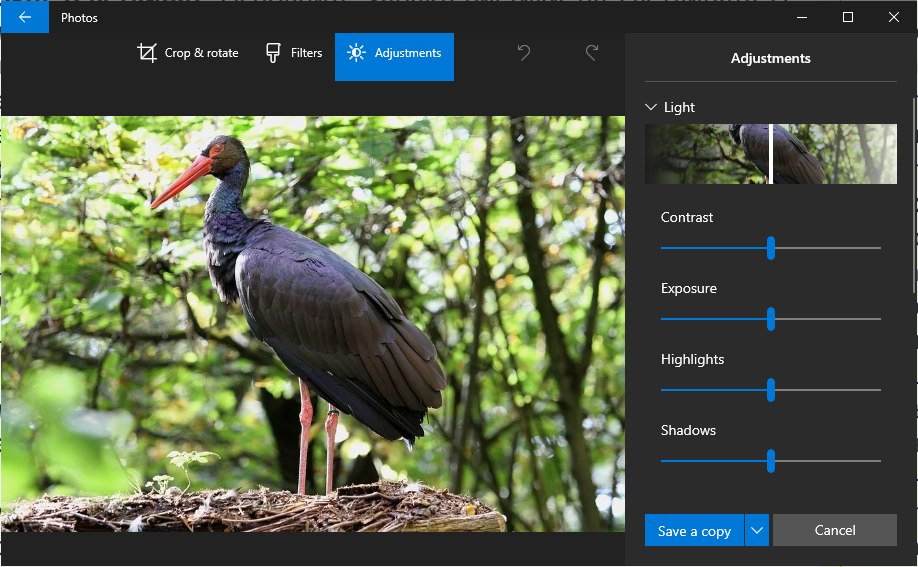 Photos
Crop & rotate
Filters
Adjustments
Adjustments
Light
Contrast
Exposure
Highlights
Shadows
Save a copy
Cancel